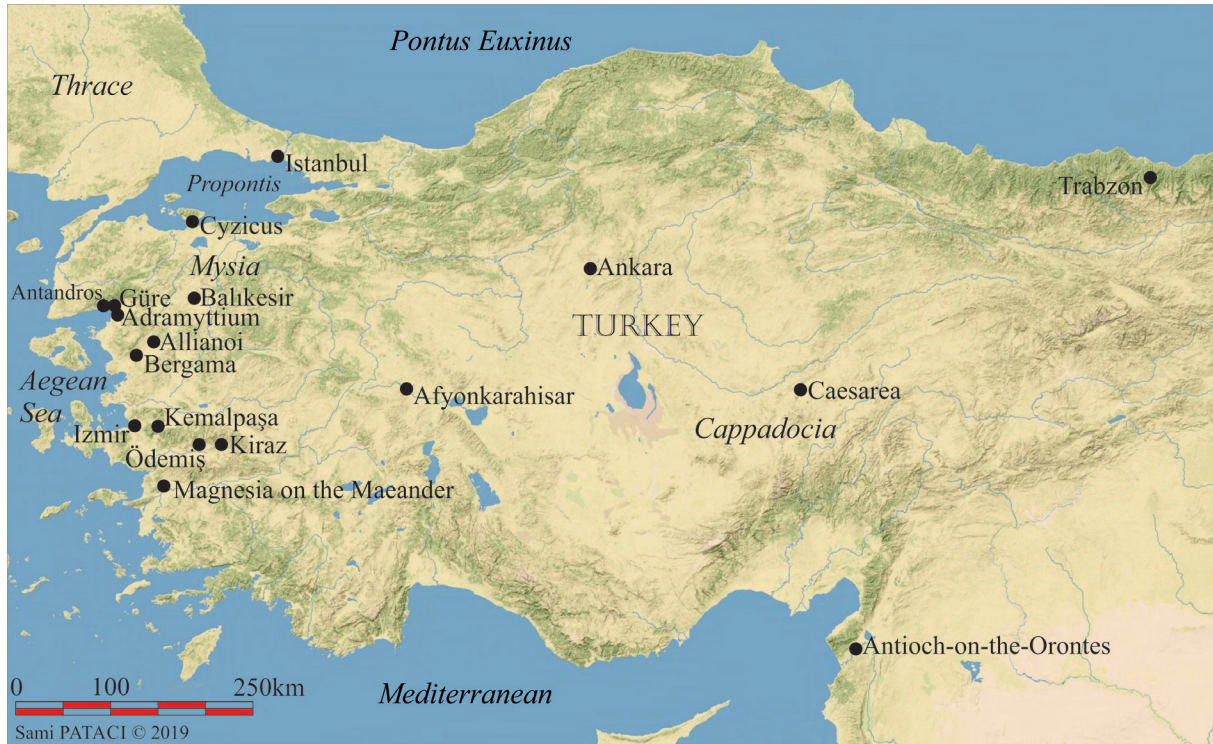 Pontus Euxinus
Thrace
Istanbul
Propontis
Trabzon
Cyzicus
Mysia
Ankara
Antandros
Güre
Balıkesir
Adramyttium
TURKEY
Allianoi
Bergama
Aegean
Sea
Afyonkarahisar
Caesarea
Kemalpaşa
Izmir
Cappadocia
Ödemiş
Kiraz
Magnesia on the Maeander
Antioch-on-the-Orontes
0 100 250km
Mediterranean
Sami PATACI © 2019